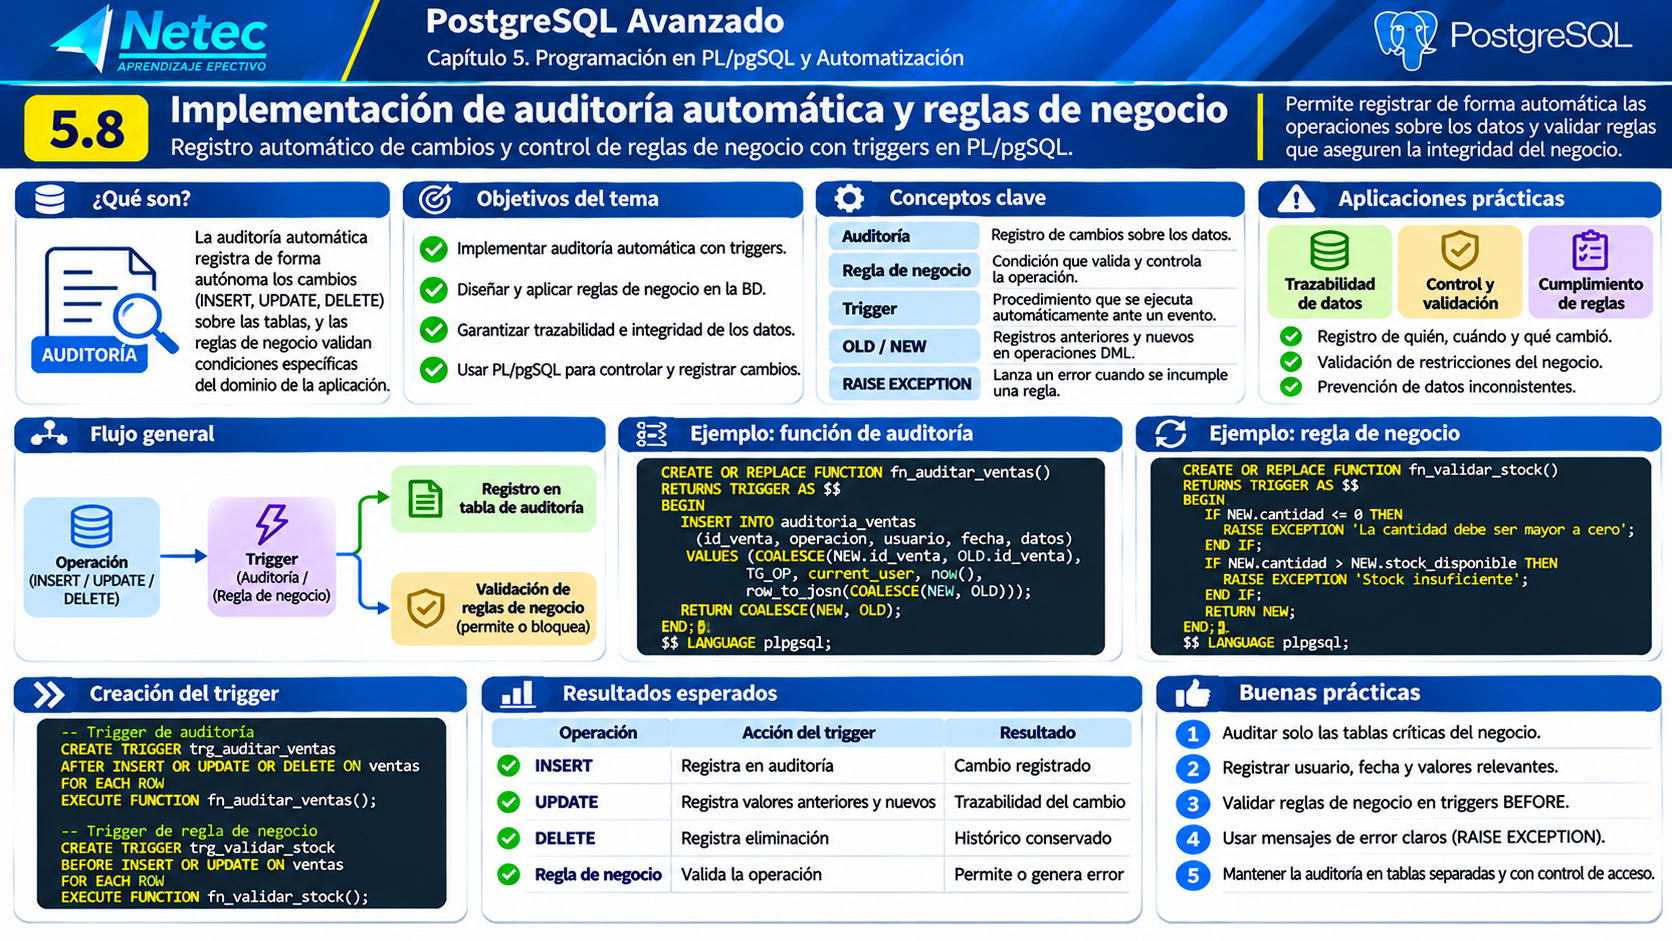 Netec
APRENDIZAJE EFECTIVO
PostgreSQL Avanzado
Capítulo 5. Programación en PL/pgSQL y Automatización
PostgreSQL
5.8
Implementación de auditoría automática y reglas de negocio
Registro automático de cambios y control de reglas de negocio con triggers en PL/pgSQL.
Permite registrar de forma automática las
operaciones sobre los datos y validar reglas
que aseguren la integridad del negocio.
¿Qué son?
AUDITORÍA
La auditoría automática
registra de forma
autónoma los cambios
(INSERT, UPDATE, DELETE)
sobre las tablas, y las
reglas de negocio validan
condiciones específicas
del dominio de la aplicación.
Objetivos del tema
Implementar auditoría automática con triggers.
Diseñar y aplicar reglas de negocio en la BD.
Garantizar trazabilidad e integridad de los datos.
Usar PL/pgSQL para controlar y registrar cambios.
Conceptos clave
Auditoría
Registro de cambios sobre los datos.
Regla de negocio
Condición que valida y controla
la operación.
Trigger
Procedimiento que se ejecuta
automáticamente ante un evento.
OLD / NEW
Registros anteriores y nuevos
en operaciones DML.
RAISE EXCEPTION
Lanza un error cuando se incumple
una regla.
Aplicaciones prácticas
Trazabilidad
de datos
Control y
validación
Cumplimiento
de reglas
Registro de quién, cuándo y qué cambió.
Validación de restricciones del negocio.
Prevención de datos inconnistentes.
Flujo general
Operación
(INSERT / UPDATE /
DELETE)
Trigger
(Auditoría /
(Regla de negocio)
Registro en
tabla de auditoría
Validación de
reglas de negocio
(permite o bloquea)
Ejemplo: función de auditoría
CREATE OR REPLACE FUNCTION fn_auditar_ventas()
RETURNS TRIGGER AS $$
BEGIN
INSERT INTO auditoria_ventas
(id_venta, operacion, usuario, fecha, datos)
VALUES (COALESCE(NEW.id_venta, OLD.id_venta),
TG_OP, current_user, now(),
row_to_josn(COALESCE(NEW, OLD)));
RETURN COALESCE(NEW, OLD);
END;
$$ LANGUAGE plpgsql;
Ejemplo: regla de negocio
CREATE OR REPLACE FUNCTION fn_validar_stock()
RETURNS TRIGGER AS $$
BEGIN
IF NEW.cantidad <= 0 THEN
RAISE EXCEPTION 'La cantidad debe ser mayor a cero';
END IF;
IF NEW.cantidad > NEW.stock_disponible THEN
RAISE EXCEPTION 'Stock insuficiente';
END IF;
RETURN NEW;
END;
$$ LANGUAGE plpgsql;
Creación del trigger
-- Trigger de auditoría
CREATE TRIGGER trg_auditar_ventas
AFTER INSERT OR UPDATE OR DELETE ON ventas
FOR EACH ROW
EXECUTE FUNCTION fn_auditar_ventas();
-- Trigger de regla de negocio
CREATE TRIGGER trg_validar_stock
BEFORE INSERT OR UPDATE ON ventas
FOR EACH ROW
EXECUTE FUNCTION fn_validar_stock();
Resultados esperados
Operación Acción del trigger Resultado
INSERT Registra en auditoría Cambio registrado
UPDATE Registra valores anteriores y nuevos Trazabilidad del cambio
DELETE Registra eliminación Histórico conservado
Regla de negocio Valida la operación Permite o genera error
Buenas prácticas
1 Auditar solo las tablas críticas del negocio.
2 Registrar usuario, fecha y valores relevantes.
3 Validar reglas de negocio en triggers BEFORE.
4 Usar mensajes de error claros (RAISE EXCEPTION).
5 Mantener la auditoría en tablas separadas y con control de acceso.